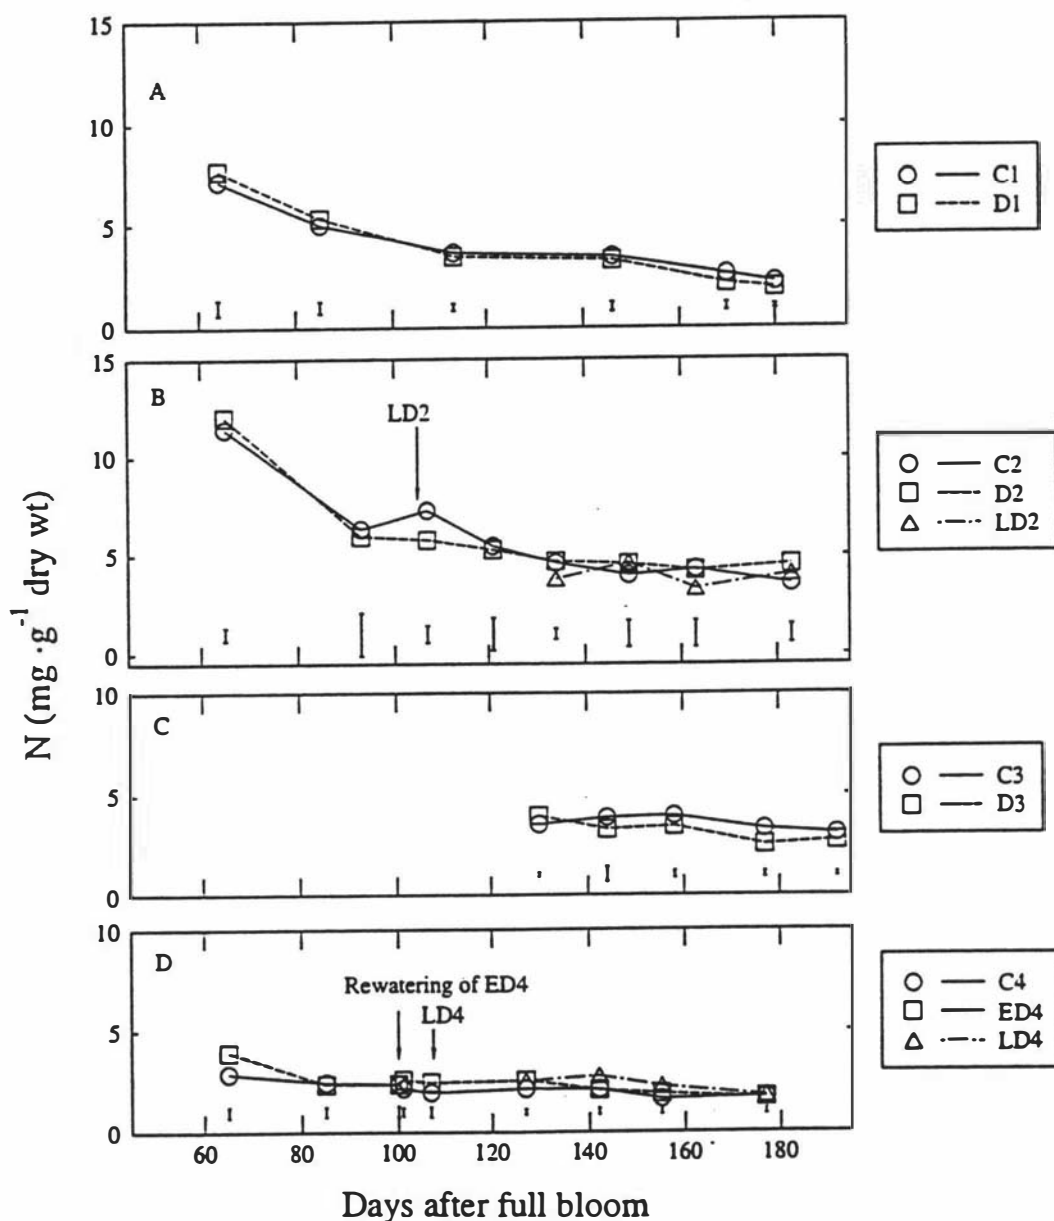 15
A
10
5
0
C1
D1
15
B
LD2
10
5
0
C2
D2
LD2
N (mg ·g⁻¹ dry wt)
10
C
5
0
C3
D3
10
D
Rewatering of ED4
LD4
5
0
C4
ED4
LD4
60 80 100 120 140 160 180
Days after full bloom